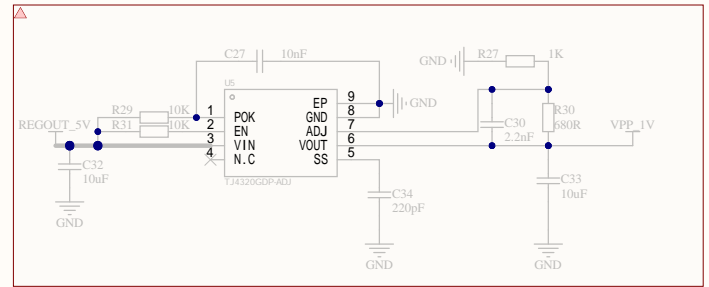 C27 10nF
R27 1K
GND
U5
R29 10K
1 POK
EP 9
GND 8
GND
REGOUT_5V
R31 10K
2 EN
ADJ 7
C30
2.2nF
R30
680R
VPP_1V
3 VIN
VOUT 6
4 N.C
SS 5
C32
10uF
TJ4320GDP-ADJ
C34
220pF
C33
10uF
GND
GND
GND